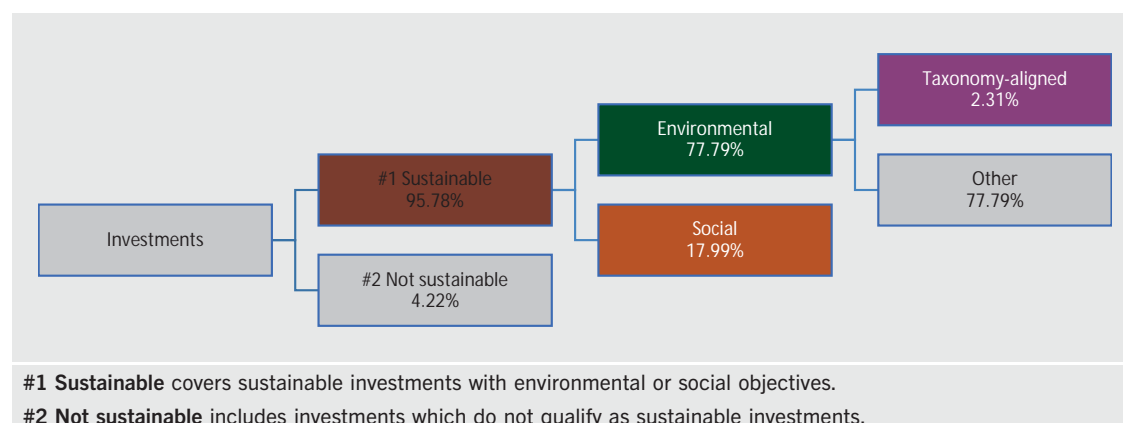 Investments
#1 Sustainable
95.78%
#2 Not sustainable
4.22%
Environmental
77.79%
Social
17.99%
Taxonomy-aligned
2.31%
Other
77.79%
#1 Sustainable covers sustainable investments with environmental or social objectives.
#2 Not sustainable includes investments which do not qualify as sustainable investments.